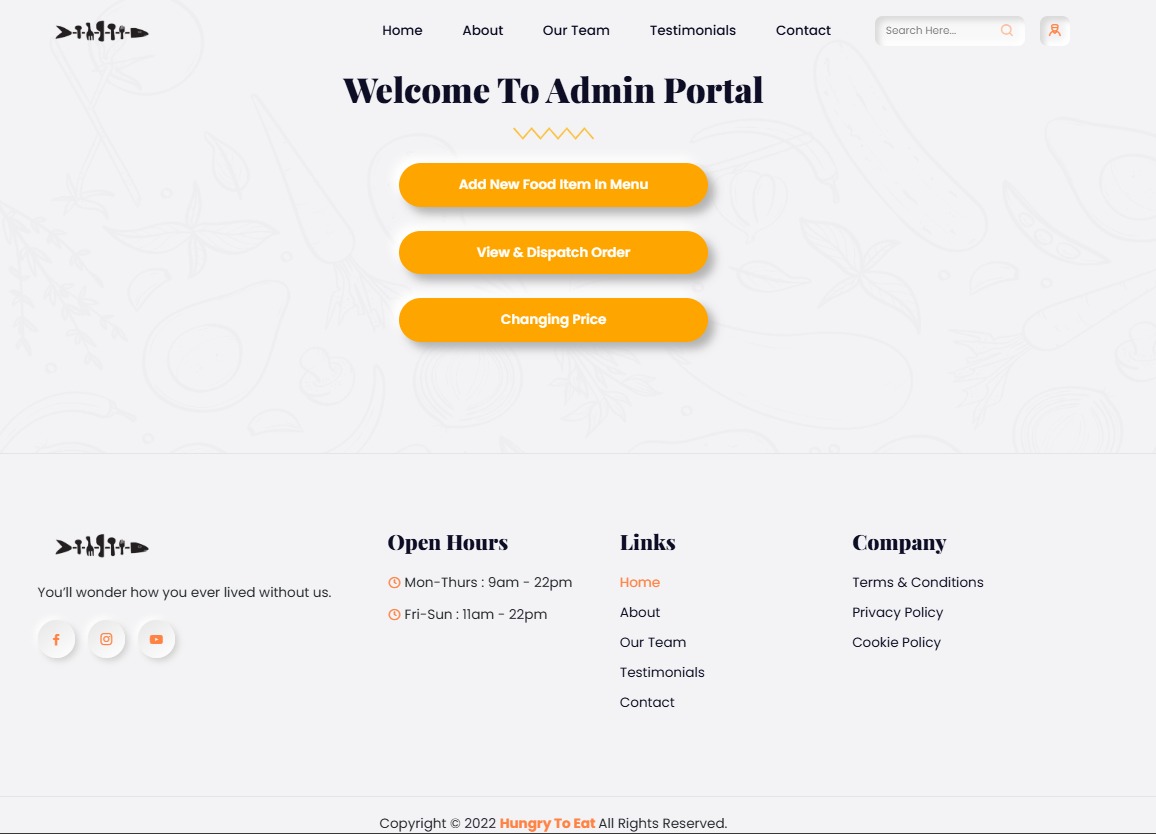 Home About Our Team Testimonials Contact Search Here...
Welcome To Admin Portal
Add New Food Item In Menu
View & Dispatch Order
Changing Price
You'll wonder how you ever lived without us.
Open Hours
Mon-Thurs : 9am - 22pm
Fri-Sun : 11am - 22pm
Links
Home
About
Our Team
Testimonials
Contact
Company
Terms & Conditions
Privacy Policy
Cookie Policy
Copyright © 2022 Hungry To Eat All Rights Reserved.